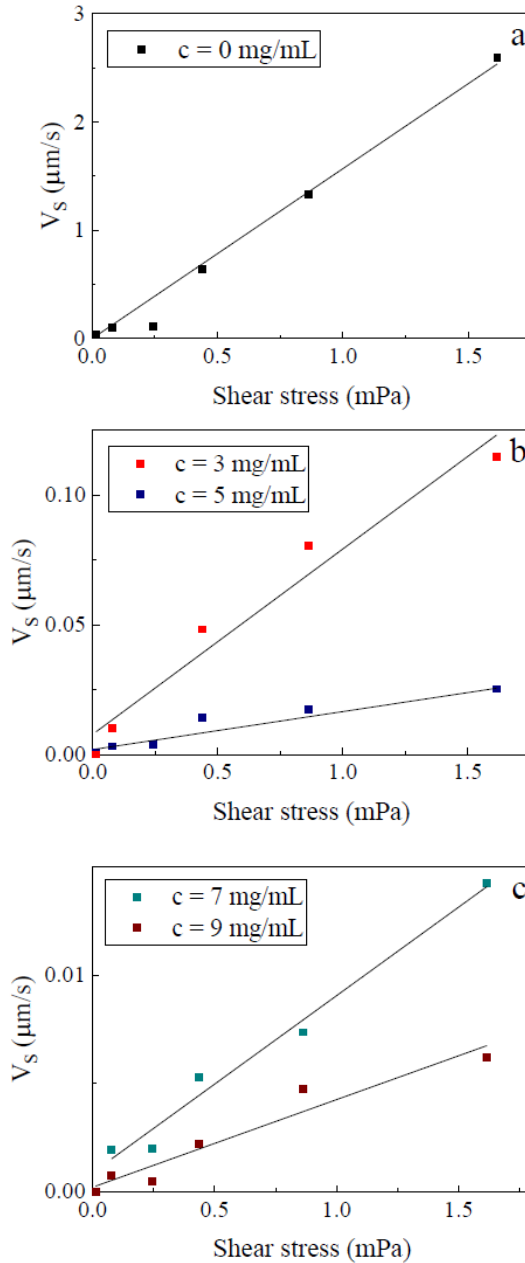 a
c = 0 mg/mL
3
2
1
0
V_S (μm/s)
0.0 0.5 1.0 1.5
Shear stress (mPa)
b
c = 3 mg/mL
c = 5 mg/mL
0.10
0.05
0.00
V_S (μm/s)
0.0 0.5 1.0 1.5
Shear stress (mPa)
c
c = 7 mg/mL
c = 9 mg/mL
0.01
0.00
V_S (μm/s)
0.0 0.5 1.0 1.5
Shear stress (mPa)